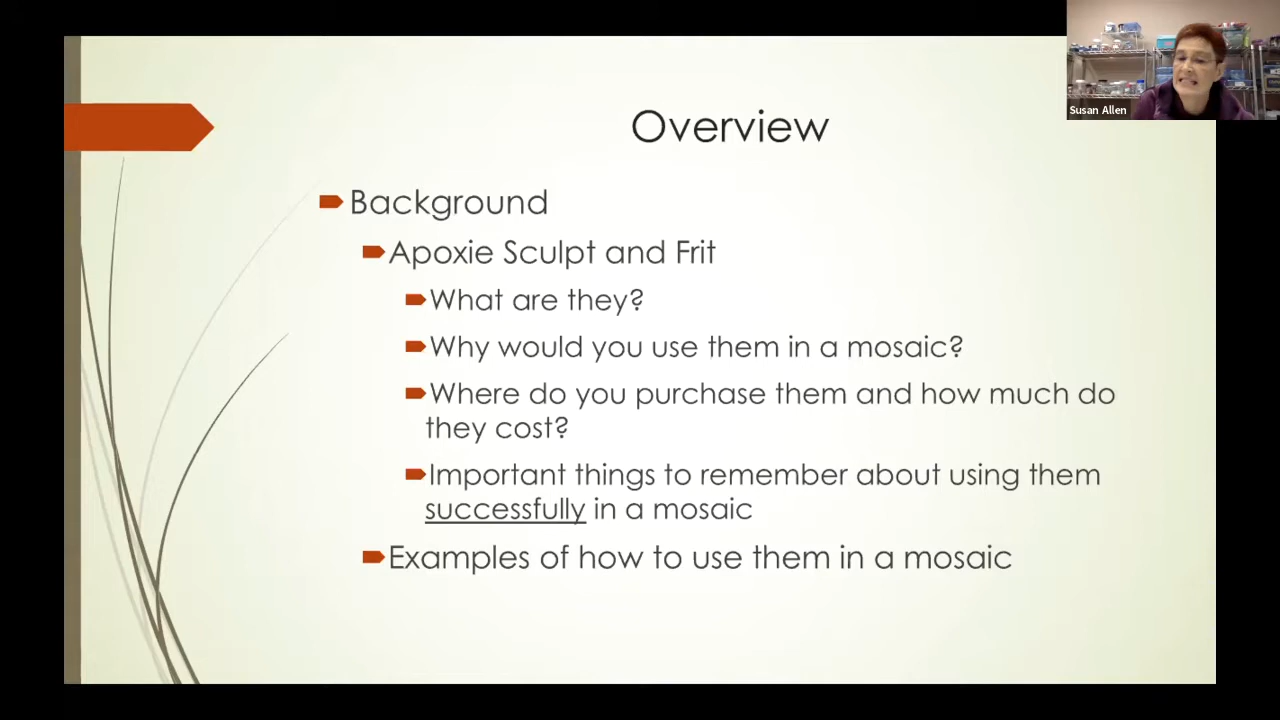 Susan Allen
Overview
Background
Apoxie Sculpt and Frit
What are they?
Why would you use them in a mosaic?
Where do you purchase them and how much do
they cost?
Important things to remember about using them
successfully in a mosaic
Examples of how to use them in a mosaic